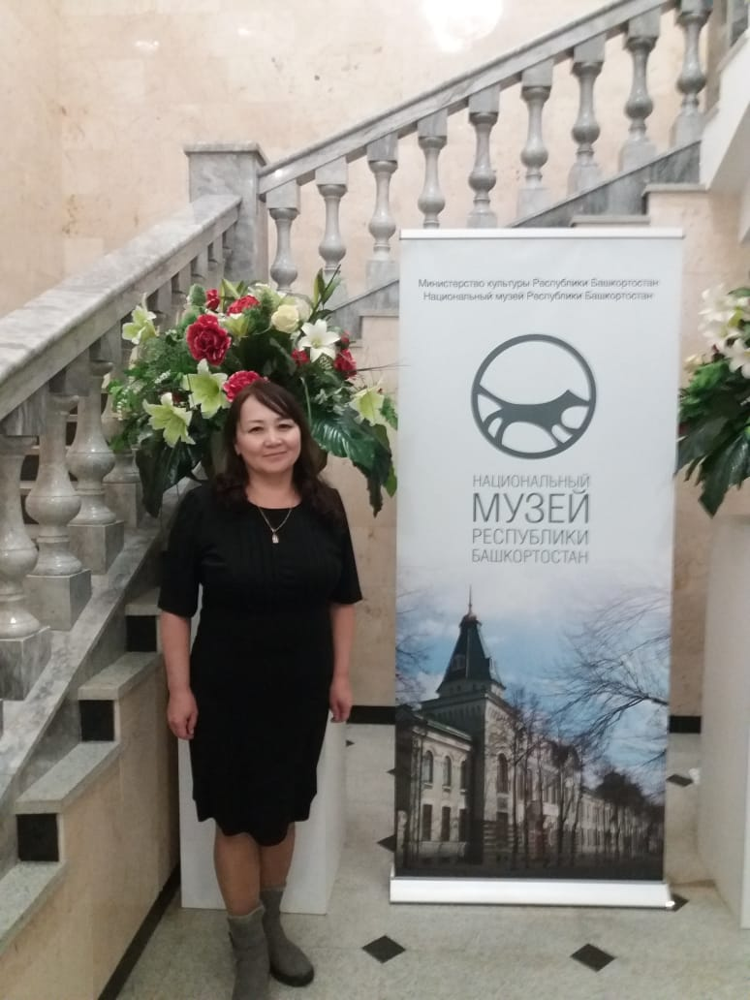 Министерство культуры Республики Башкортостан
Национальный музей Республики Башкортостан
НАЦИОНАЛЬНЫЙ
МУЗЕЙ
РЕСПУБЛИКИ
БАШКОРТОСТАН